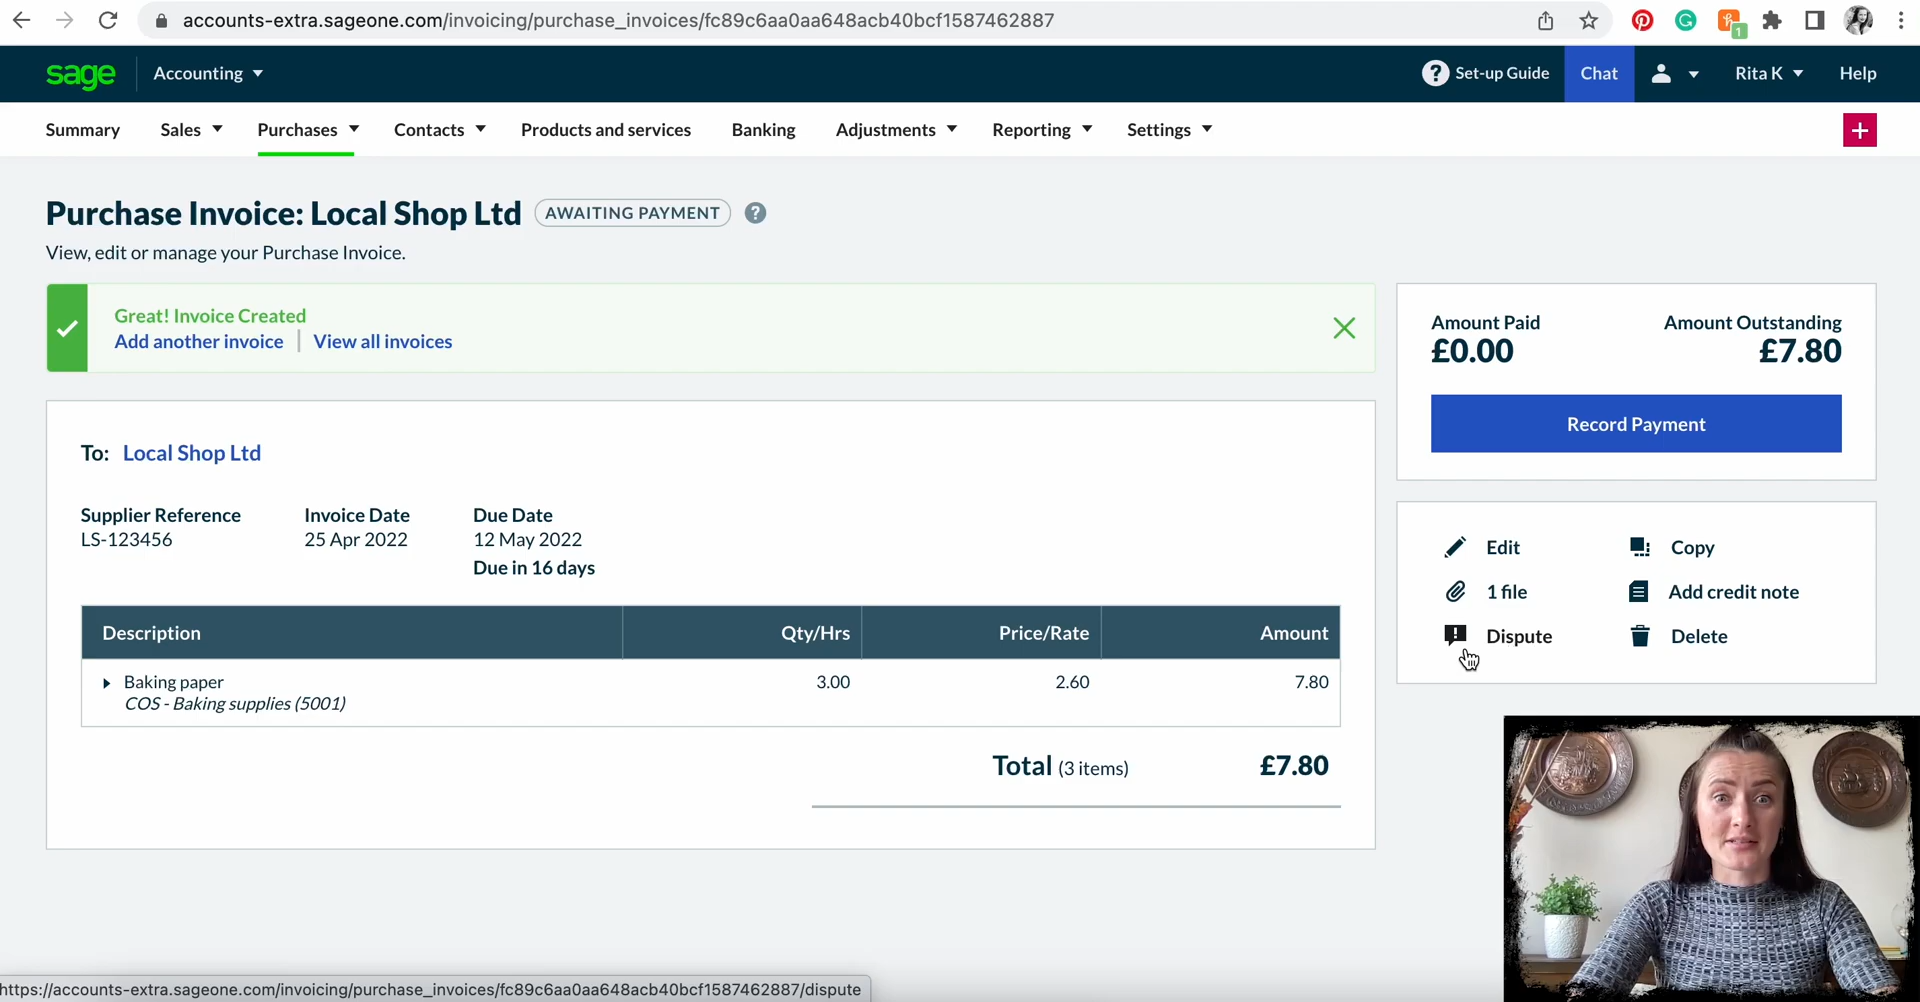 accounts-extra.sageone.com/invoicing/purchase_invoices/fc89c6aa0aa648acb40bcf1587462887
1
sage
Accounting
? Set-up Guide
Chat
Rita K
Help
Summary
Sales
Purchases
Contacts
Products and services
Banking
Adjustments
Reporting
Settings
+
Purchase Invoice: Local Shop Ltd
AWAITING PAYMENT
?
View, edit or manage your Purchase Invoice.
Great! Invoice Created
Add another invoice | View all invoices
Amount Paid
£0.00
Amount Outstanding
£7.80
Record Payment
To: Local Shop Ltd
Supplier Reference
LS-123456
Invoice Date
25 Apr 2022
Due Date
12 May 2022
Due in 16 days
Edit
Copy
1 file
Add credit note
Dispute
Delete
Description Qty/Hrs Price/Rate Amount
Baking paper 3.00 2.60 7.80
COS - Baking supplies (5001)
Total (3 items) £7.80
https://accounts-extra.sageone.com/invoicing/purchase_invoices/fc89c6aa0aa648acb40bcf1587462887/dispute